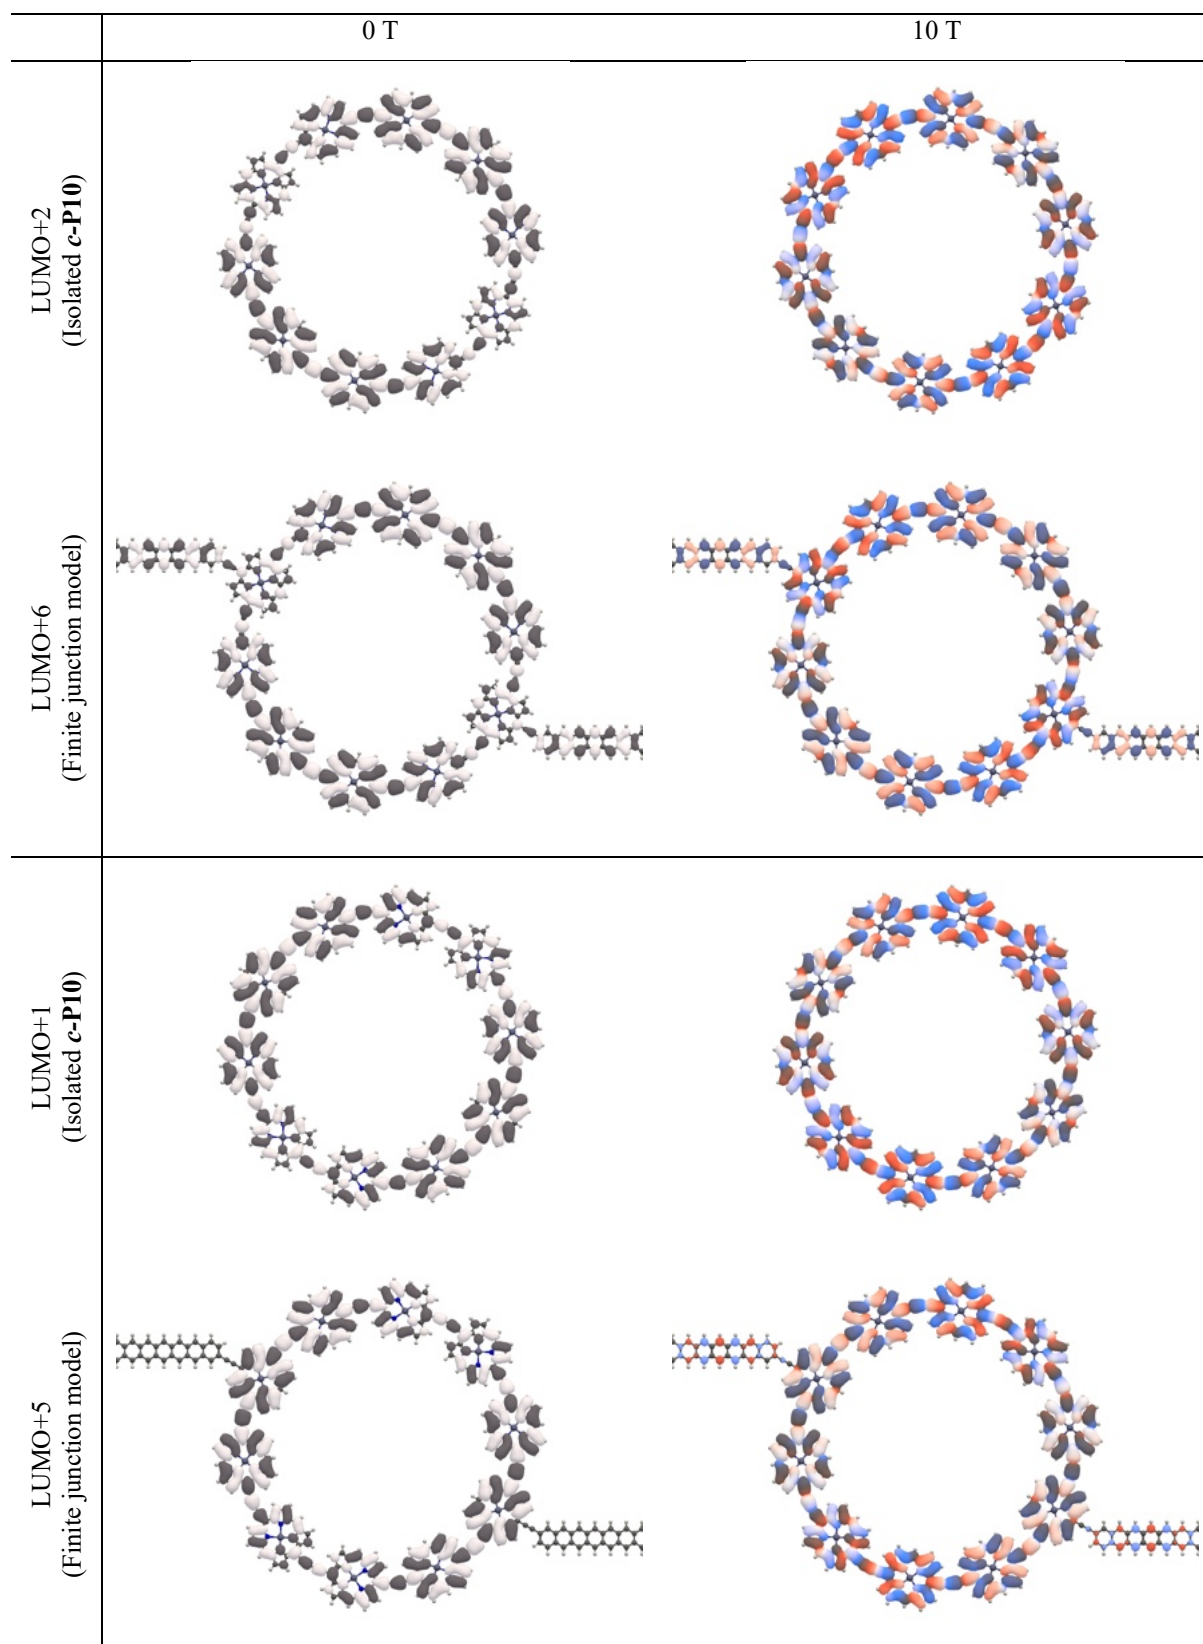 0 T
10 T
LUMO+2
(Isolated c-P10)
LUMO+6
(Finite junction model)
LUMO+1
(Isolated c-P10)
LUMO+5
(Finite junction model)